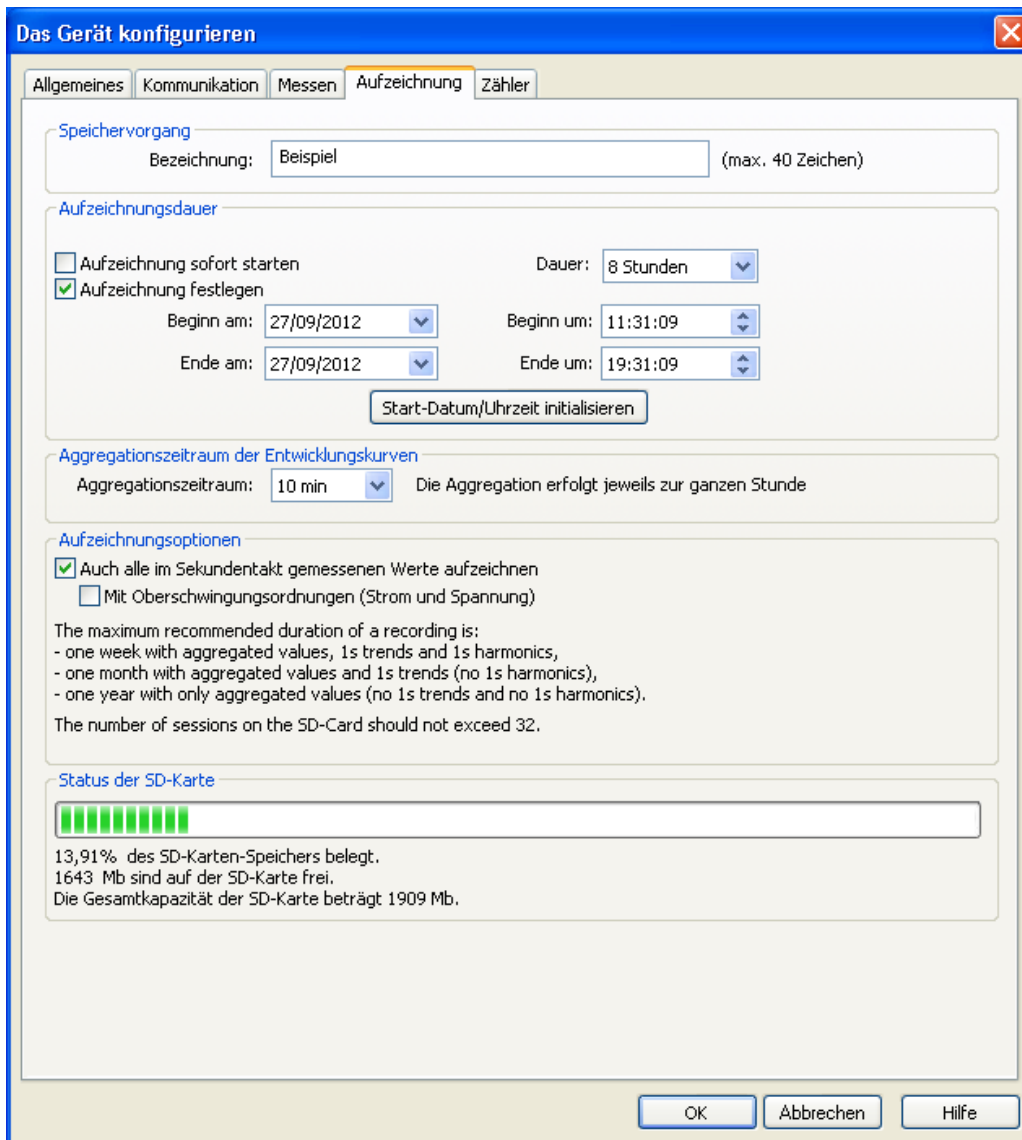 Das Gerät konfigurieren
Allgemeines Kommunikation Messen Aufzeichnung Zähler
Speichervorgang
Bezeichnung: Beispiel (max. 40 Zeichen)
Aufzeichnungsdauer
Aufzeichnung sofort starten Dauer: 8 Stunden
Aufzeichnung festlegen
Beginn am: 27/09/2012 Beginn um: 11:31:09
Ende am: 27/09/2012 Ende um: 19:31:09
Start-Datum/Uhrzeit initialisieren
Aggregationszeitraum der Entwicklungskurven
Aggregationszeitraum: 10 min Die Aggregation erfolgt jeweils zur ganzen Stunde
Aufzeichnungsoptionen
Auch alle im Sekundentakt gemessenen Werte aufzeichnen
Mit Oberschwingungsordnungen (Strom und Spannung)
The maximum recommended duration of a recording is:
- one week with aggregated values, 1s trends and 1s harmonics,
- one month with aggregated values and 1s trends (no 1s harmonics),
- one year with only aggregated values (no 1s trends and no 1s harmonics).
The number of sessions on the SD-Card should not exceed 32.
Status der SD-Karte
13,91% des SD-Karten-Speichers belegt.
1643 Mb sind auf der SD-Karte frei.
Die Gesamtkapazität der SD-Karte beträgt 1909 Mb.
OK Abbrechen Hilfe